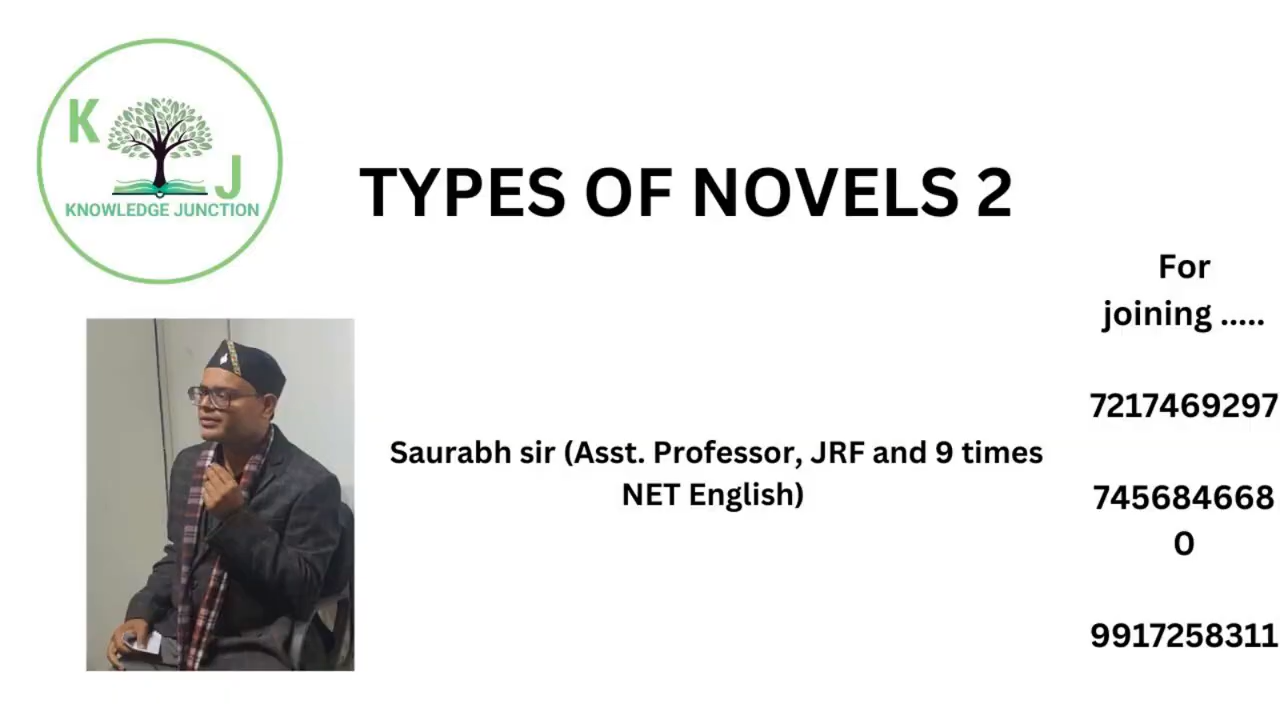 K
J
KNOWLEDGE JUNCTION
TYPES OF NOVELS 2
For
joining .....
7217469297
Saurabh sir (Asst. Professor, JRF and 9 times
NET English)
745684668
0
9917258311